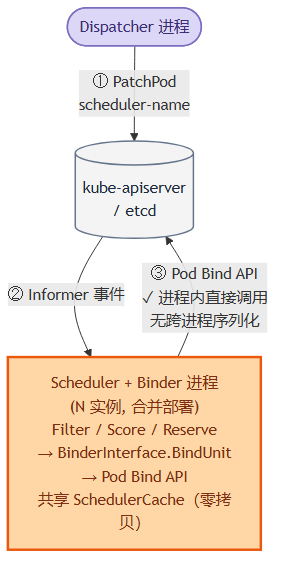 Dispatcher 进程
① PatchPod
scheduler-name
kube-apiserver
/ etcd
③ Pod Bind API
✓ 进程内直接调用
无跨进程序列化
② Informer 事件
Scheduler + Binder 进程
(N 实例, 合并部署)
Filter / Score / Reserve
→ BinderInterface.BindUnit
→ Pod Bind API
共享 SchedulerCache（零拷
贝）